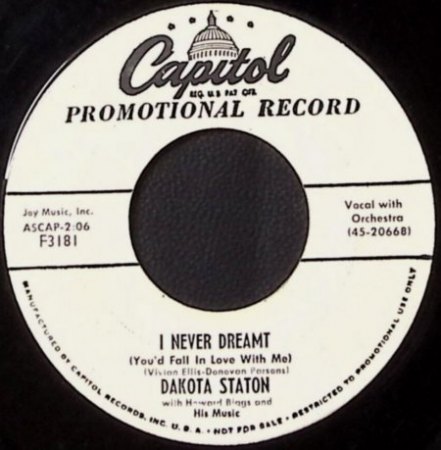 Capitol
REG. U.S. PAT. OFF.
PROMOTIONAL RECORD
Joy Music, Inc.
ASCAP-2:06
F3181
Vocal with
Orchestra
(45-20668)
I NEVER DREAMT
(You'd Fall In Love With Me)
(Vivian Ellis-Donovan Parsons)
DAKOTA STATON
with Howard Biggs and
His Music
MANUFACTURED BY CAPITOL RECORDS, INC. U.S.A. • NOT FOR SALE • RESTRICTED TO PROMOTIONAL USE ONLY